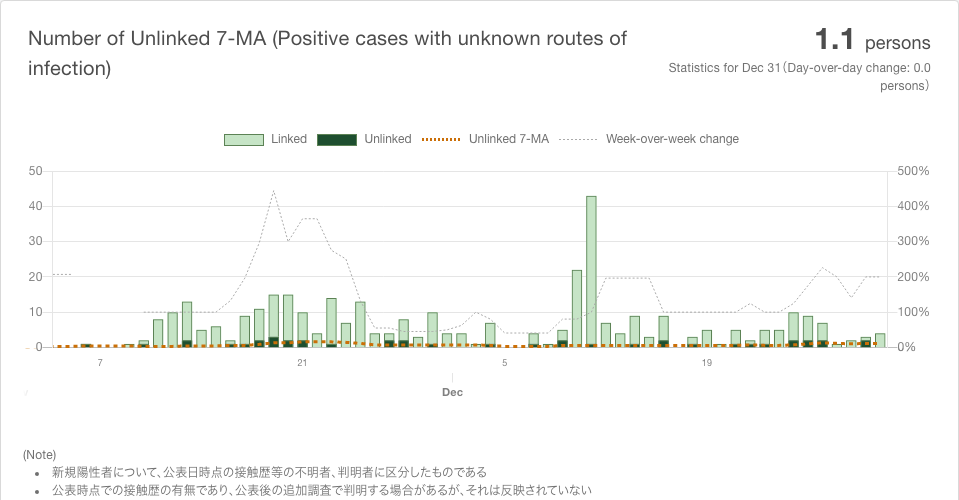 Number of Unlinked 7-MA (Positive cases with unknown routes of
infection)
1.1 persons
Statistics for Dec 31（Day-over-day change: 0.0
persons）
Linked Unlinked Unlinked 7-MA Week-over-week change
50 500%
40 400%
30 300%
20 200%
10 100%
0 0%
7 21 5 19
Dec
(Note)
• 新規陽性者について、公表日時点の接触歴等の不明者、判明者に区分したものである
• 公表時点での接触歴の有無であり、公表後の追加調査で判明する場合があるが、それは反映されていない